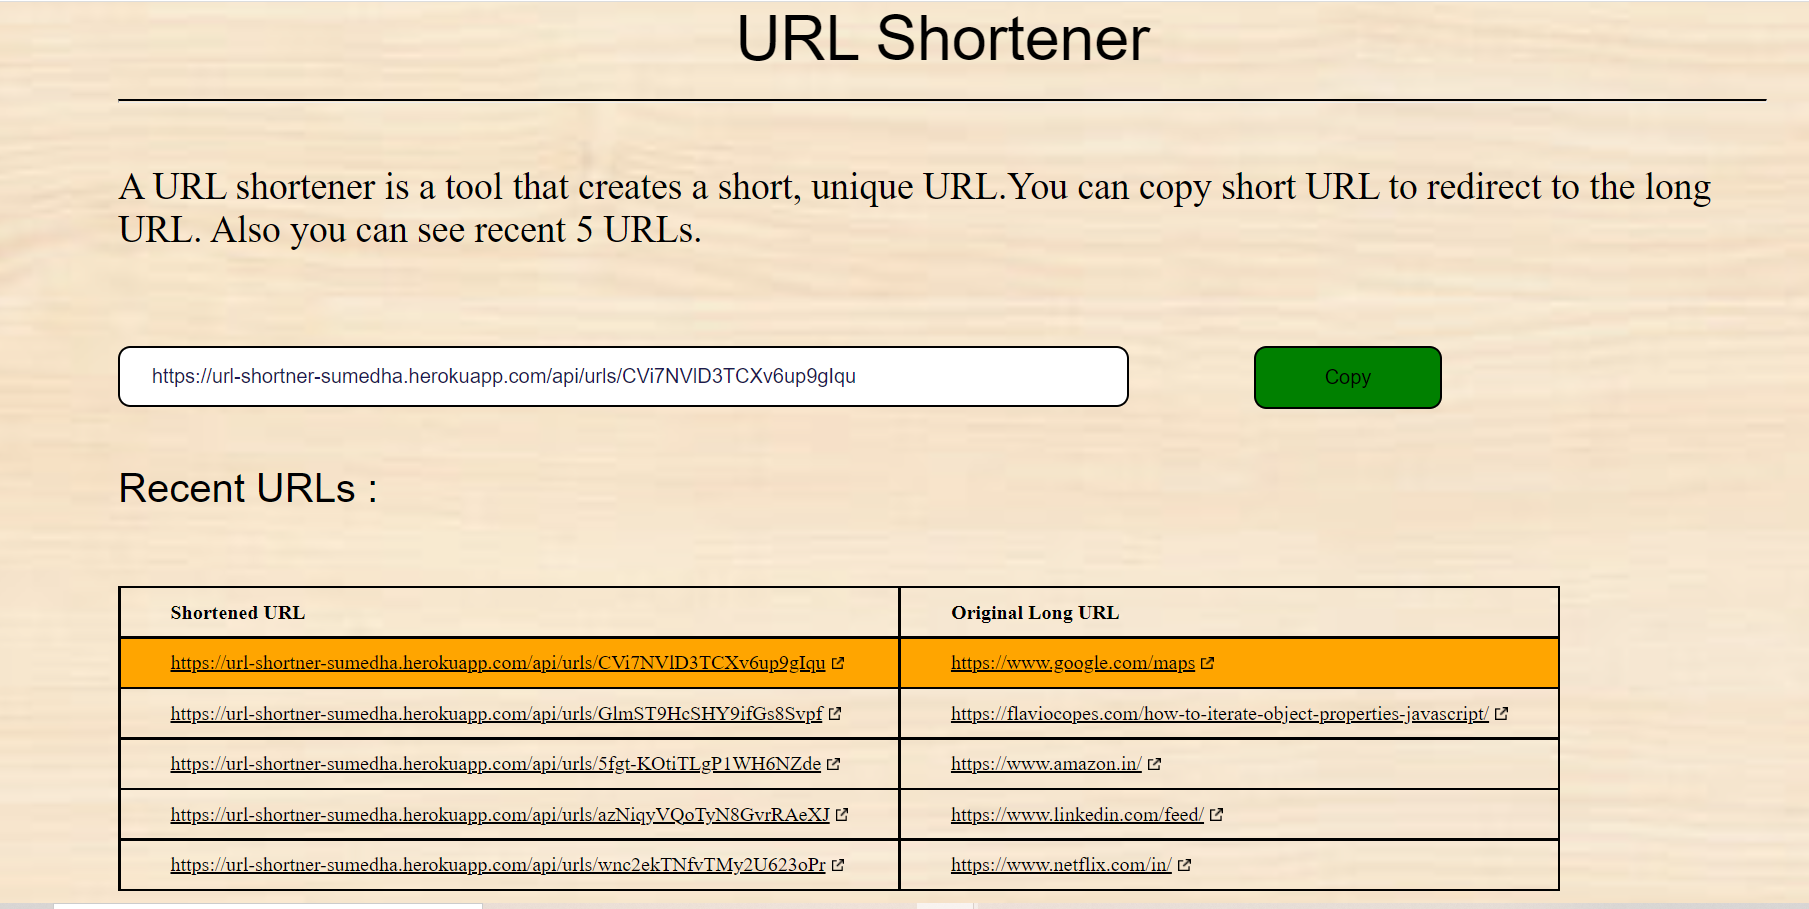 URL Shortener
A URL shortener is a tool that creates a short, unique URL.You can copy short URL to redirect to the long
URL. Also you can see recent 5 URLs.
https://url-shortner-sumedha.herokuapp.com/api/urls/CVi7NVlD3TCXv6up9gIqu
Copy
Recent URLs :
Shortened URL
Original Long URL
https://url-shortner-sumedha.herokuapp.com/api/urls/CVi7NVlD3TCXv6up9gIqu
https://www.google.com/maps
https://url-shortner-sumedha.herokuapp.com/api/urls/GlmST9HcSHY9ifGs8Svpf
https://flaviocopes.com/how-to-iterate-object-properties-javascript/
https://url-shortner-sumedha.herokuapp.com/api/urls/5fgt-KOtiTLgP1WH6NZde
https://www.amazon.in/
https://url-shortner-sumedha.herokuapp.com/api/urls/azNiqyVQoTyN8GvrRAeXJ
https://www.linkedin.com/feed/
https://url-shortner-sumedha.herokuapp.com/api/urls/wnc2ekTNfvTMy2U623oPr
https://www.netflix.com/in/